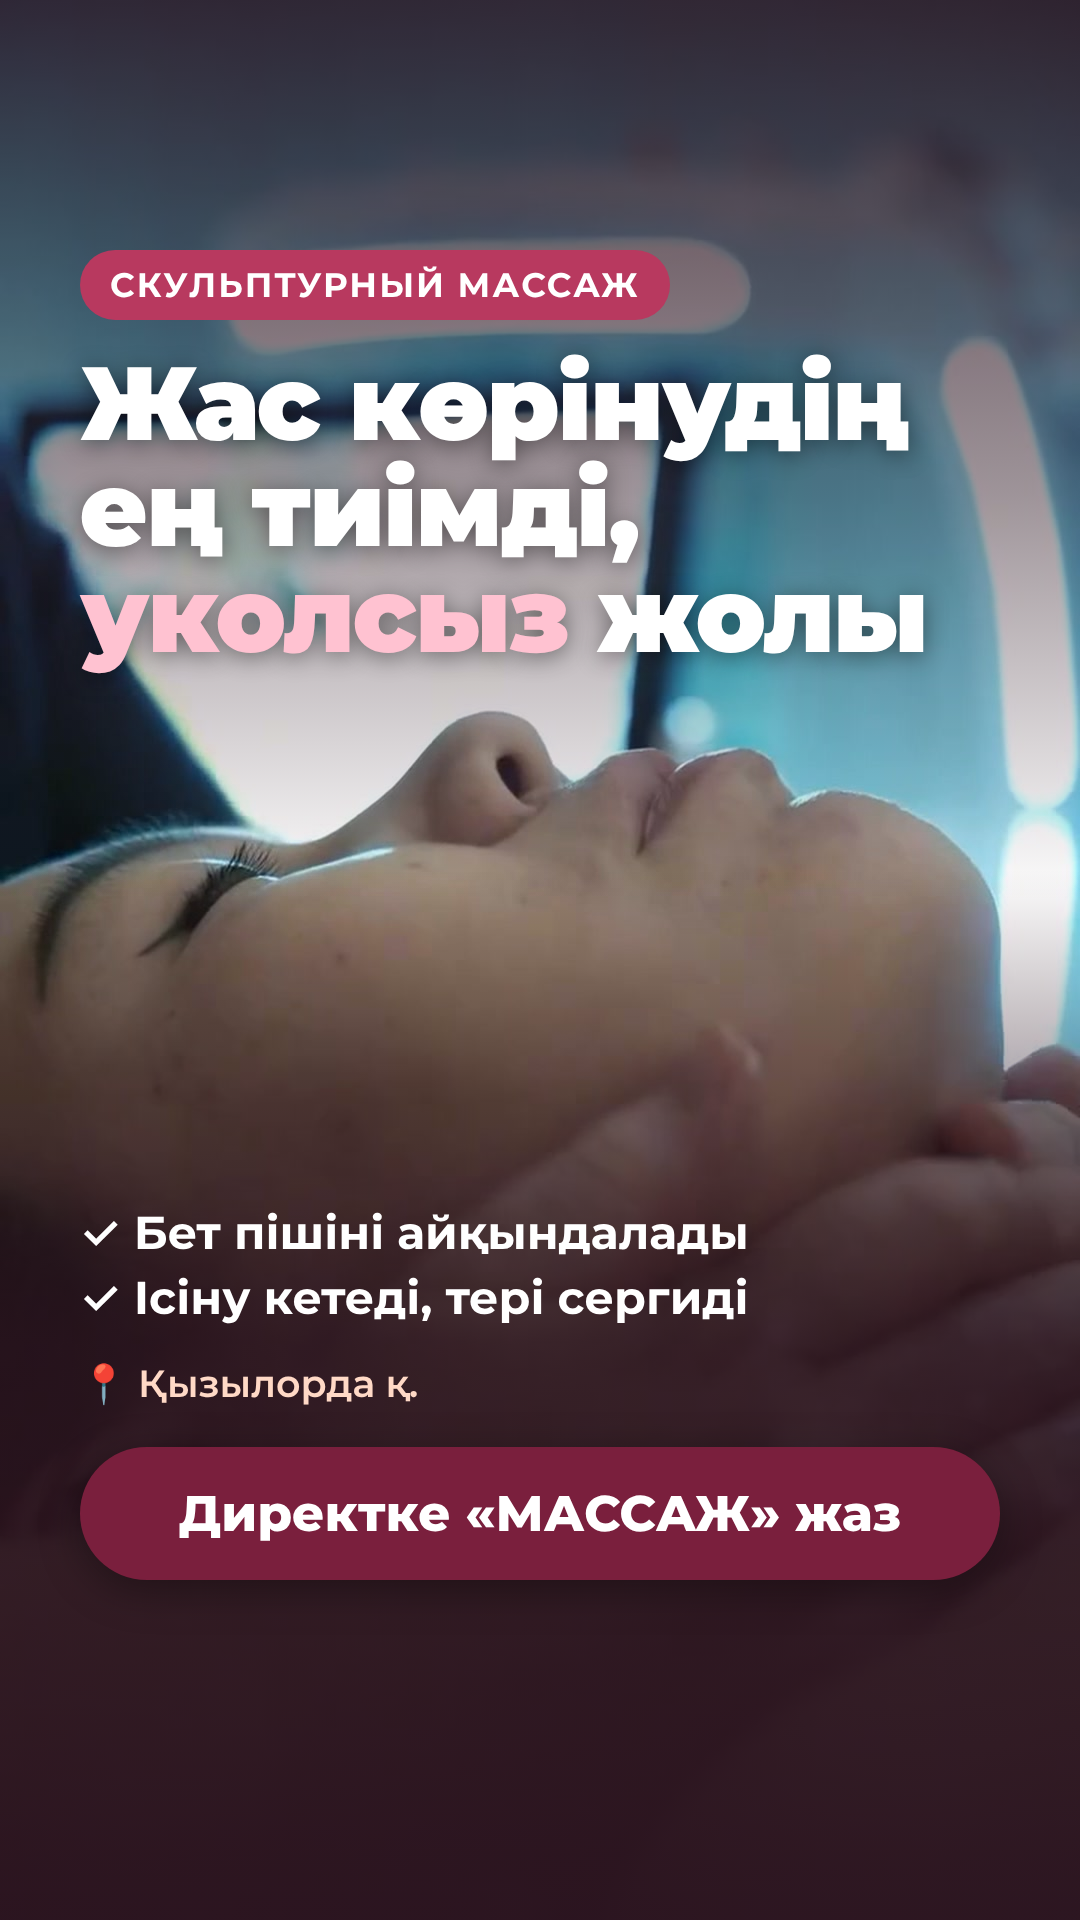 СКУЛЬПТУРНЫЙ МАССАЖ
Жас көрінудің
ең тиімді,
уколсыз жолы
✓ Бет пішіні айқындалады
✓ Ісіну кетеді, тері сергиді
📍 Қызылорда қ.
Директке «МАССАЖ» жаз